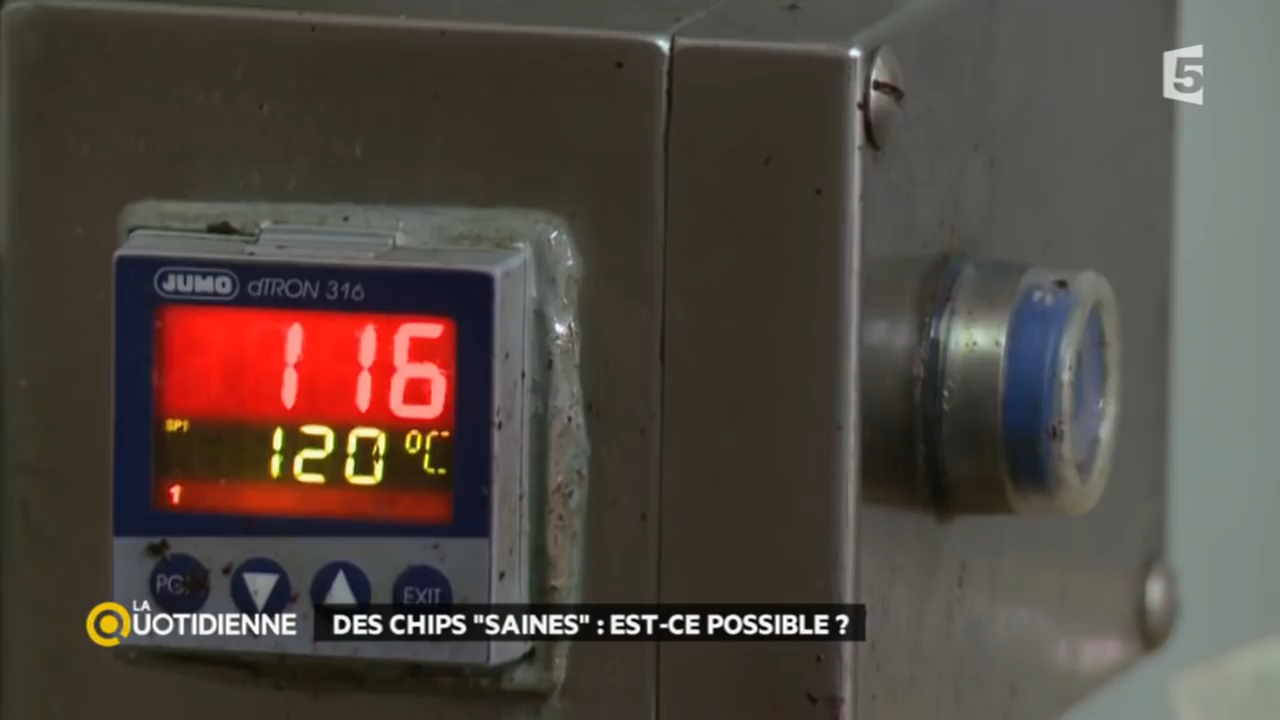 5
JUMO dTRON 316
116
SP1
120 °C
1
EXIT
LA
QUOTIDIENNE
DES CHIPS "SAINES" : EST-CE POSSIBLE ?